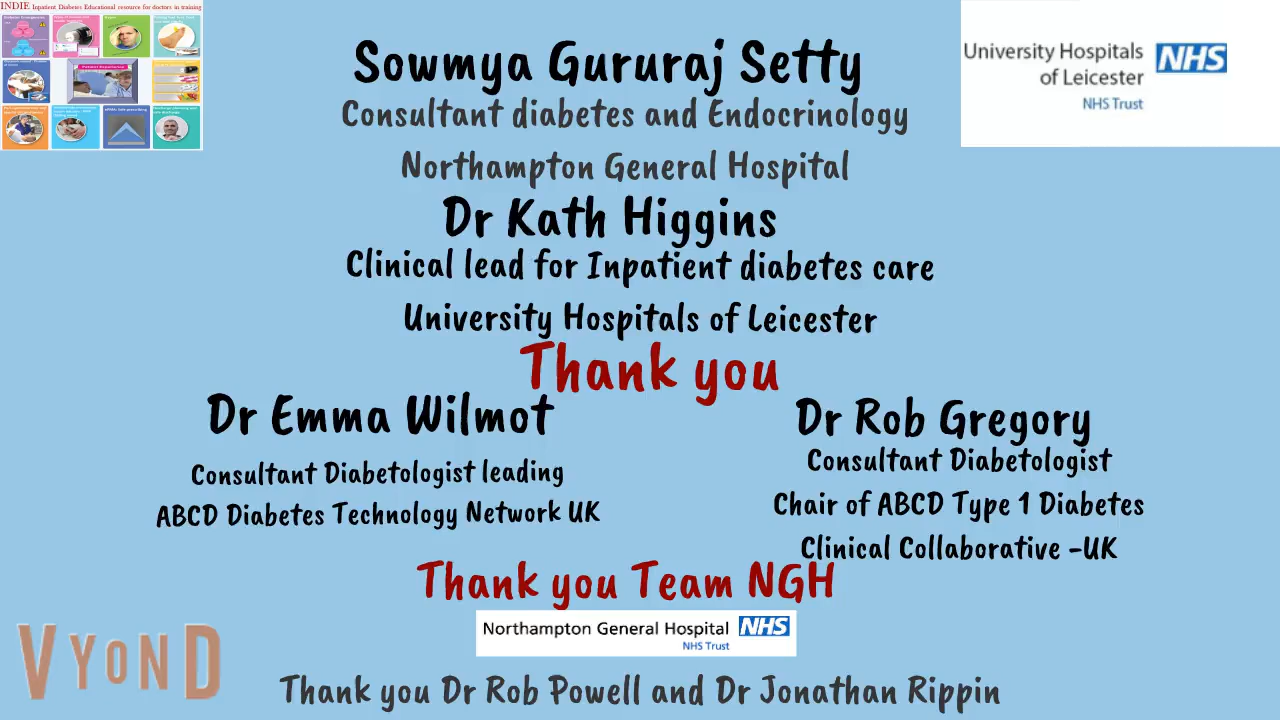 INDIE Inpatient Diabetes Educational resource for doctors in training
Sowmya Gururaj Setty
Consultant diabetes and Endocrinology
Northampton General Hospital
University Hospitals
of Leicester
NHS
NHS Trust
Dr Kath Higgins
Clinical lead for Inpatient diabetes care
University Hospitals of Leicester
Thank you
Dr Emma Wilmot
Consultant Diabetologist leading
ABCD Diabetes Technology Network UK
Dr Rob Gregory
Consultant Diabetologist
Chair of ABCD Type 1 Diabetes
Clinical Collaborative -UK
Thank you Team NGH
Northampton General Hospital NHS
NHS Trust
VYOND
Thank you Dr Rob Powell and Dr Jonathan Rippin